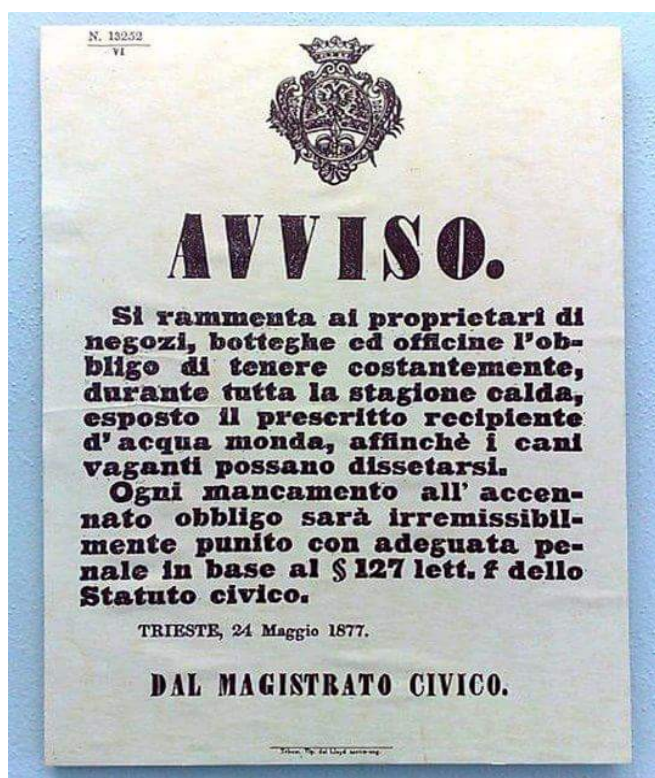 N. 13252
VI
AVVISO.
Si rammenta ai proprietari di
negozi, botteghe ed officine l'ob-
bligo di tenere costantemente,
durante tutta la stagione calda,
esposto il prescritto recipiente
d'acqua monda, affinchè i cani
vaganti possano dissetarsi.
Ogni mancamento all'accen-
nato obbligo sarà irremissibil-
mente punito con adeguata pe-
nale in base al § 127 lett. f dello
Statuto civico.
TRIESTE, 24 Maggio 1877.
DAL MAGISTRATO CIVICO.
Tip. del Lloyd